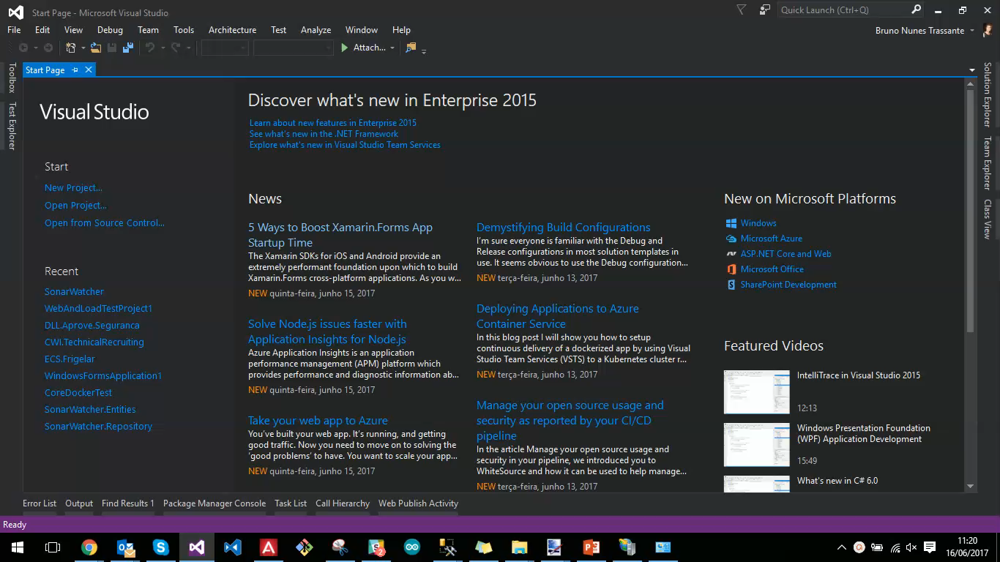 Start Page - Microsoft Visual Studio
Quick Launch (Ctrl+Q)
File Edit View Debug Team Tools Architecture Test Analyze Window Help
Bruno Nunes Trassante
Attach...
Start Page
Toolbox
Test Explorer
Visual Studio
Start
New Project...
Open Project...
Open from Source Control...
Recent
SonarWatcher
WebAndLoadTestProject1
DLL.Aprove.Seguranca
CWI.TechnicalRecruiting
ECS.Frigelar
WindowsFormsApplication1
CoreDockerTest
SonarWatcher.Entities
SonarWatcher.Repository
Discover what's new in Enterprise 2015
Learn about new features in Enterprise 2015
See what's new in the .NET Framework
Explore what's new in Visual Studio Team Services
News
5 Ways to Boost Xamarin.Forms App
Startup Time
The Xamarin SDKs for iOS and Android provide an
extremely performant foundation upon which to build
Xamarin.Forms cross-platform applications. As you w...
NEW quinta-feira, junho 15, 2017
Solve Node.js issues faster with
Application Insights for Node.js
Azure Application Insights is an application
performance management (APM) platform which
provides performance and diagnostic information ab...
NEW quinta-feira, junho 15, 2017
Take your web app to Azure
You've built your web app. It's running, and getting
good traffic. Now you need to move on to solving the
'good problems' to have. You want to scale your app...
NEW quinta-feira, junho 15, 2017
Demystifying Build Configurations
I'm sure everyone is familiar with the Debug and
Release configurations in most solution templates in
use. It seems obvious to use the Debug configuration...
NEW terça-feira, junho 13, 2017
Deploying Applications to Azure
Container Service
In this blog post I will show you how to setup
continuous delivery of a dockerized app by using Visual
Studio Team Services (VSTS) to a Kubernetes cluster r...
NEW terça-feira, junho 13, 2017
Manage your open source usage and
security as reported by your CI/CD
pipeline
In the article Manage your open source usage and
security in your pipeline, we introduced you to
WhiteSource and how it can be used to help manage...
NEW terça-feira, junho 13, 2017
New on Microsoft Platforms
Windows
Microsoft Azure
ASP.NET Core and Web
Microsoft Office
SharePoint Development
Featured Videos
IntelliTrace in Visual Studio 2015
12:13
Windows Presentation Foundation
(WPF) Application Development
15:49
What's new in C# 6.0
Solution Explorer
Team Explorer
Class View
Error List Output Find Results 1 Package Manager Console Task List Call Hierarchy Web Publish Activity
Ready
11:20
16/06/2017